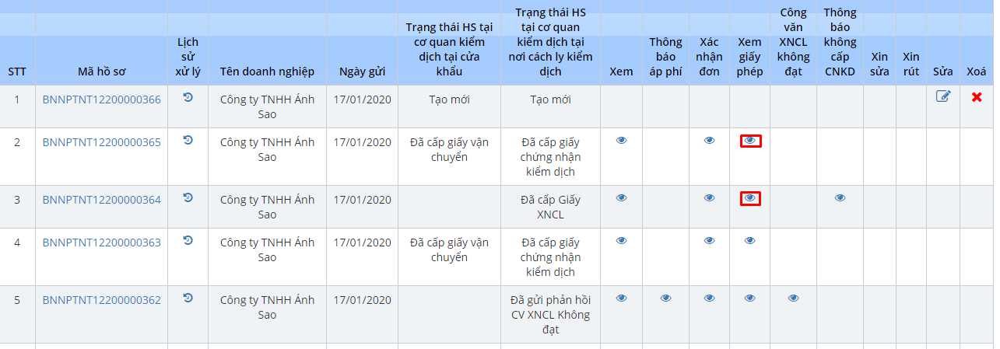 STT
Mã hồ sơ
Lịch
sử
xử lý
Tên doanh nghiệp
Ngày gửi
Trạng thái HS tại
cơ quan kiểm
dịch tại cửa
khẩu
Trạng thái HS
tại cơ quan
kiểm dịch tại
nơi cách ly kiểm
dịch
Xem
Thông
báo
áp phí
Xác
nhận
đơn
Xem
giấy
phép
Công
văn
XNCL
không
đạt
Thông
báo
không
cấp
CNKD
Xin
sửa
Xin
rút
Sửa
Xoá
1
BNNPTNT12200000366
Công ty TNHH Ánh
Sao
17/01/2020
Tạo mới
Tạo mới
2
BNNPTNT12200000365
Công ty TNHH Ánh
Sao
17/01/2020
Đã cấp giấy vận
chuyển
Đã cấp giấy
chứng nhận
kiểm dịch
3
BNNPTNT12200000364
Công ty TNHH Ánh
Sao
17/01/2020
Đã cấp Giấy
XNCL
4
BNNPTNT12200000363
Công ty TNHH Ánh
Sao
17/01/2020
Đã cấp giấy vận
chuyển
Đã cấp giấy
chứng nhận
kiểm dịch
5
BNNPTNT12200000362
Công ty TNHH Ánh
Sao
17/01/2020
Đã gửi phản hồi
CV XNCL Không
đạt